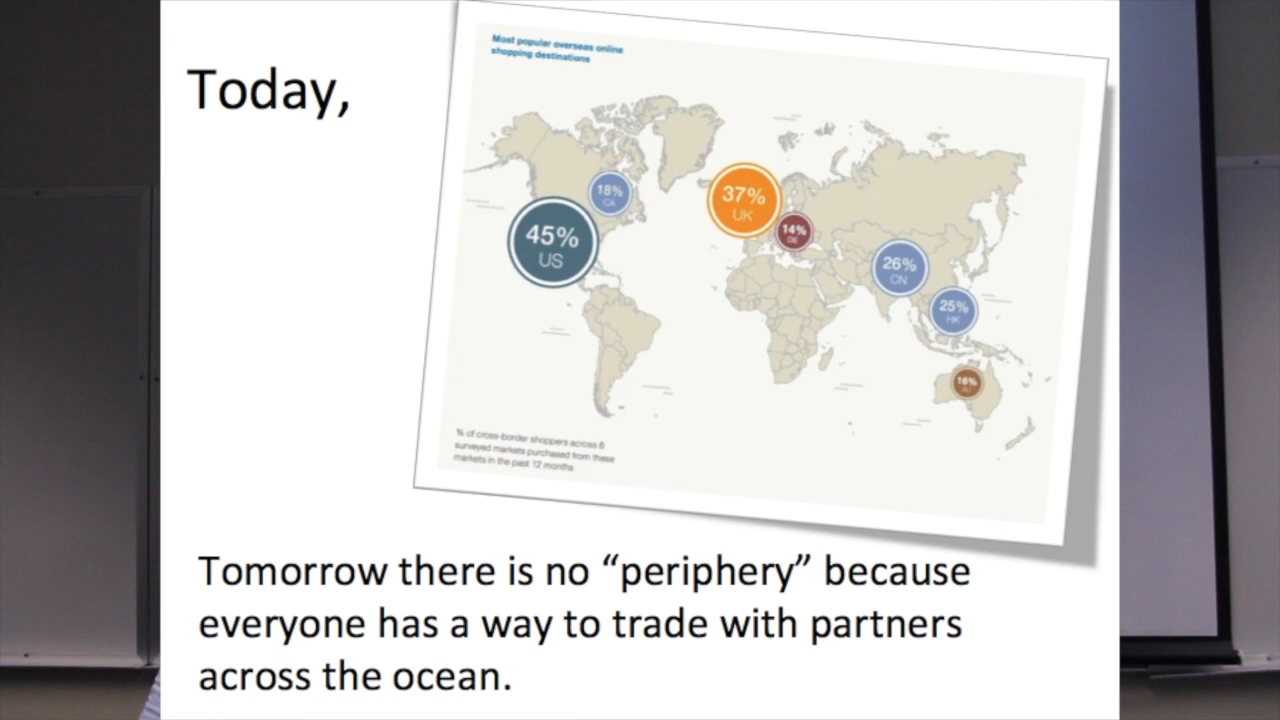 Today,
Most popular overseas online
shopping destinations
18%
CA
45%
US
37%
UK
14%
DE
26%
CN
25%
HK
16%
% of cross-border shoppers across 6
surveyed markets purchased from these
markets in the past 12 months
Tomorrow there is no “periphery” because
everyone has a way to trade with partners
across the ocean.